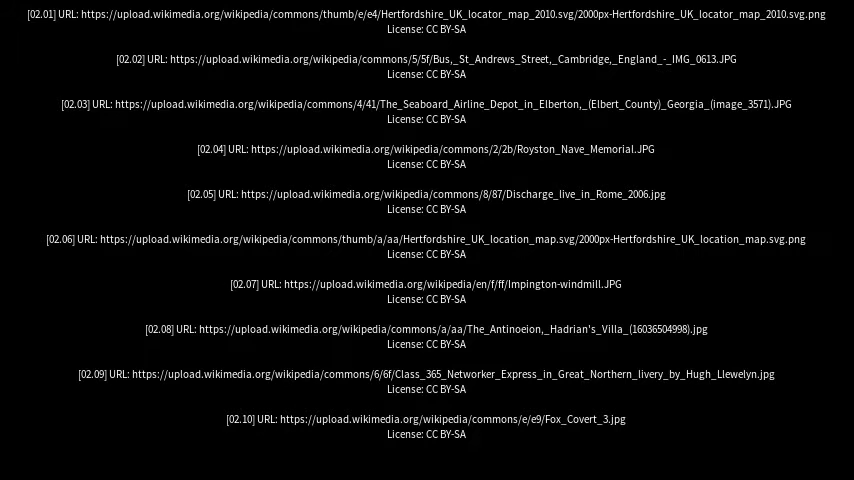 [02.01] URL: https://upload.wikimedia.org/wikipedia/commons/thumb/e/e4/Hertfordshire_UK_locator_map_2010.svg/2000px-Hertfordshire_UK_locator_map_2010.svg.png
License: CC BY-SA
[02.02] URL: https://upload.wikimedia.org/wikipedia/commons/5/5f/Bus,_St_Andrews_Street,_Cambridge,_England_-_IMG_0613.JPG
License: CC BY-SA
[02.03] URL: https://upload.wikimedia.org/wikipedia/commons/4/41/The_Seaboard_Airline_Depot_in_Elberton,_(Elbert_County)_Georgia_(image_3571).JPG
License: CC BY-SA
[02.04] URL: https://upload.wikimedia.org/wikipedia/commons/2/2b/Royston_Nave_Memorial.JPG
License: CC BY-SA
[02.05] URL: https://upload.wikimedia.org/wikipedia/commons/8/87/Discharge_live_in_Rome_2006.jpg
License: CC BY-SA
[02.06] URL: https://upload.wikimedia.org/wikipedia/commons/thumb/a/aa/Hertfordshire_UK_location_map.svg/2000px-Hertfordshire_UK_location_map.svg.png
License: CC BY-SA
[02.07] URL: https://upload.wikimedia.org/wikipedia/en/f/ff/Impington-windmill.JPG
License: CC BY-SA
[02.08] URL: https://upload.wikimedia.org/wikipedia/commons/a/aa/The_Antinoeion,_Hadrian's_Villa_(16036504998).jpg
License: CC BY-SA
[02.09] URL: https://upload.wikimedia.org/wikipedia/commons/6/6f/Class_365_Networker_Express_in_Great_Northern_livery_by_Hugh_Llewelyn.jpg
License: CC BY-SA
[02.10] URL: https://upload.wikimedia.org/wikipedia/commons/e/e9/Fox_Covert_3.jpg
License: CC BY-SA